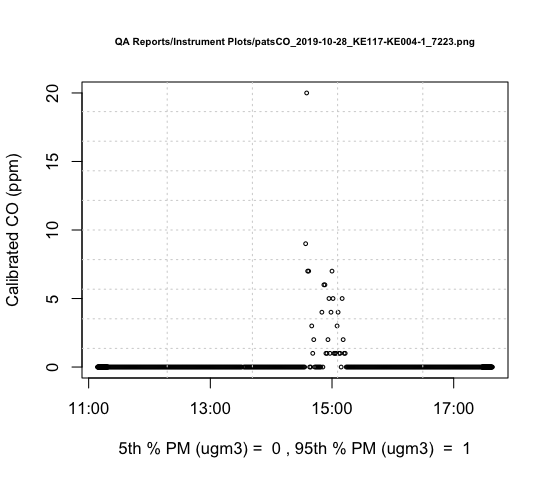 QA Reports/Instrument Plots/patsCO_2019-10-28_KE117-KE004-1_7223.png
Calibrated CO (ppm)
20
15
10
5
0
11:00 13:00 15:00 17:00
5th % PM (ugm3) =  0 , 95th % PM (ugm3)  =  1